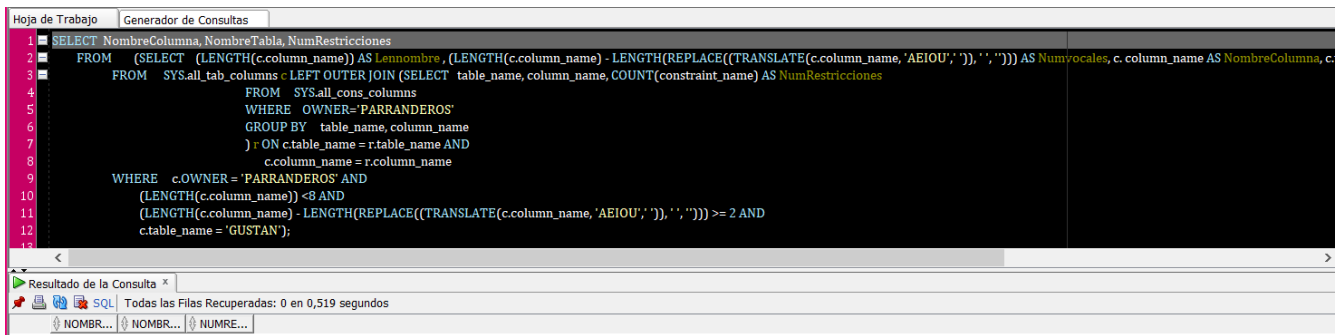 Hoja de Trabajo Generador de Consultas
1 SELECT NombreColumna, NombreTabla, NumRestricciones
2 FROM (SELECT (LENGTH(c.column_name)) AS Lennombre , (LENGTH(c.column_name) - LENGTH(REPLACE((TRANSLATE(c.column_name, 'AEIOU',' ')), ' ', ''))) AS Numvocales, c. column_name AS NombreColumna, c.
3 FROM SYS.all_tab_columns c LEFT OUTER JOIN (SELECT table_name, column_name, COUNT(constraint_name) AS NumRestricciones
4 FROM SYS.all_cons_columns
5 WHERE OWNER='PARRANDEROS'
6 GROUP BY table_name, column_name
7 ) r ON c.table_name = r.table_name AND
8 c.column_name = r.column_name
9 WHERE c.OWNER = 'PARRANDEROS' AND
10 (LENGTH(c.column_name)) <8 AND
11 (LENGTH(c.column_name) - LENGTH(REPLACE((TRANSLATE(c.column_name, 'AEIOU',' ')), ' ', ''))) >= 2 AND
12 c.table_name = 'GUSTAN');
13
Resultado de la Consulta x
SQL Todas las Filas Recuperadas: 0 en 0,519 segundos
NOMBR... NOMBR... NUMRE...